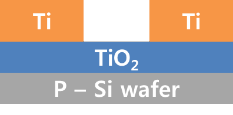 Ti Ti
TiO₂
P – Si wafer